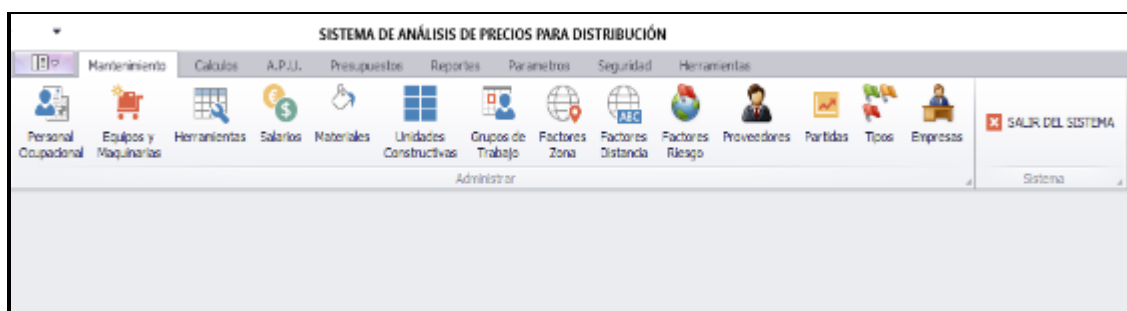 SISTEMA DE ANÁLISIS DE PRECIOS PARA DISTRIBUCIÓN
Mantenimiento Calculos A.P.U. Presupuestos Reportes Parametros Seguridad Herramientas
Personal Ocupacional
Equipos y Maquinarias
Herramientas
Salarios
Materiales
Unidades Constructivas
Grupos de Trabajo
Factores Zona
ABC
Factores Distancia
Factores Riesgo
Proveedores
Partidas
Tipos
Empresas
SALIR DEL SISTEMA
Administrar
Sistema